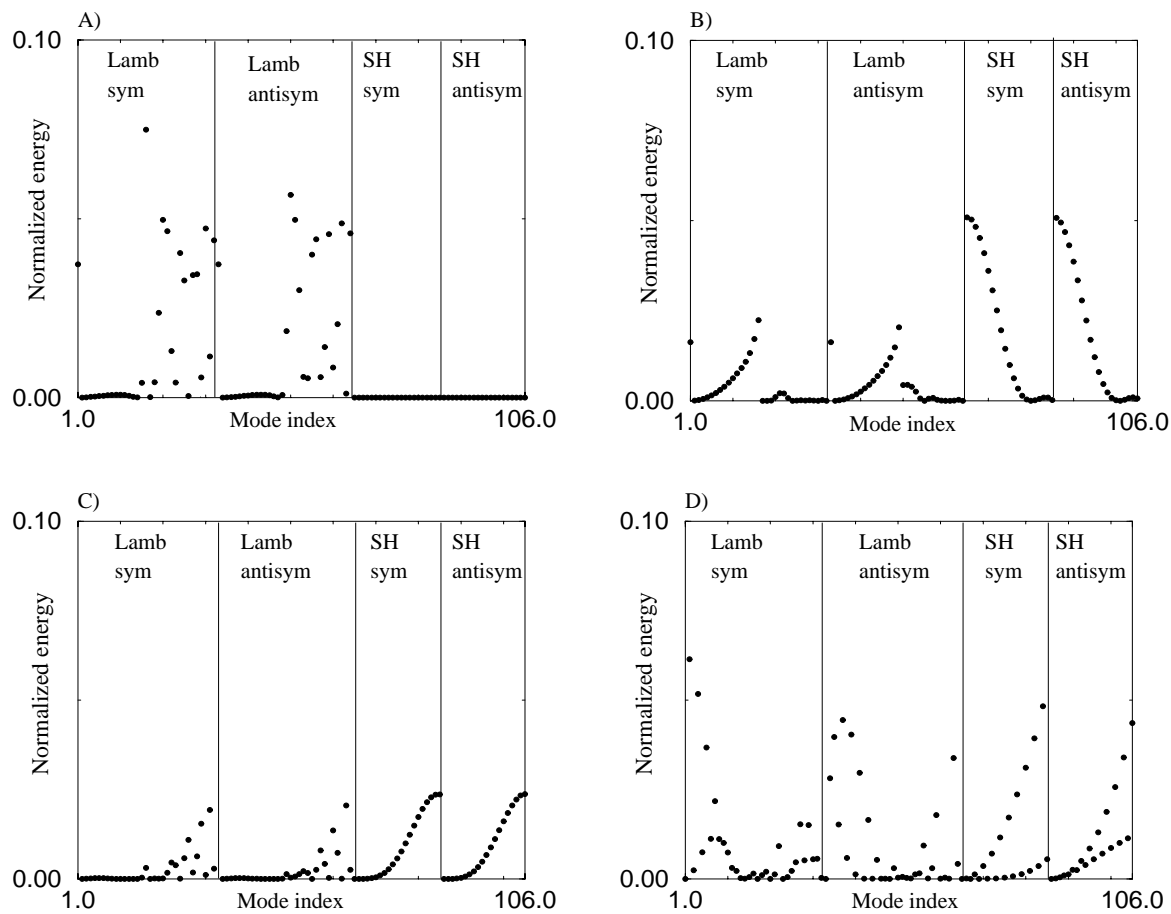 A)
0.10
Lamb
sym
Lamb
antisym
SH
sym
SH
antisym
Normalized energy
0.00
1.0
Mode index
106.0
B)
0.10
Lamb
sym
Lamb
antisym
SH
sym
SH
antisym
Normalized energy
0.00
1.0
Mode index
106.0
C)
0.10
Lamb
sym
Lamb
antisym
SH
sym
SH
antisym
Normalized energy
0.00
1.0
Mode index
106.0
D)
0.10
Lamb
sym
Lamb
antisym
SH
sym
SH
antisym
Normalized energy
0.00
1.0
Mode index
106.0